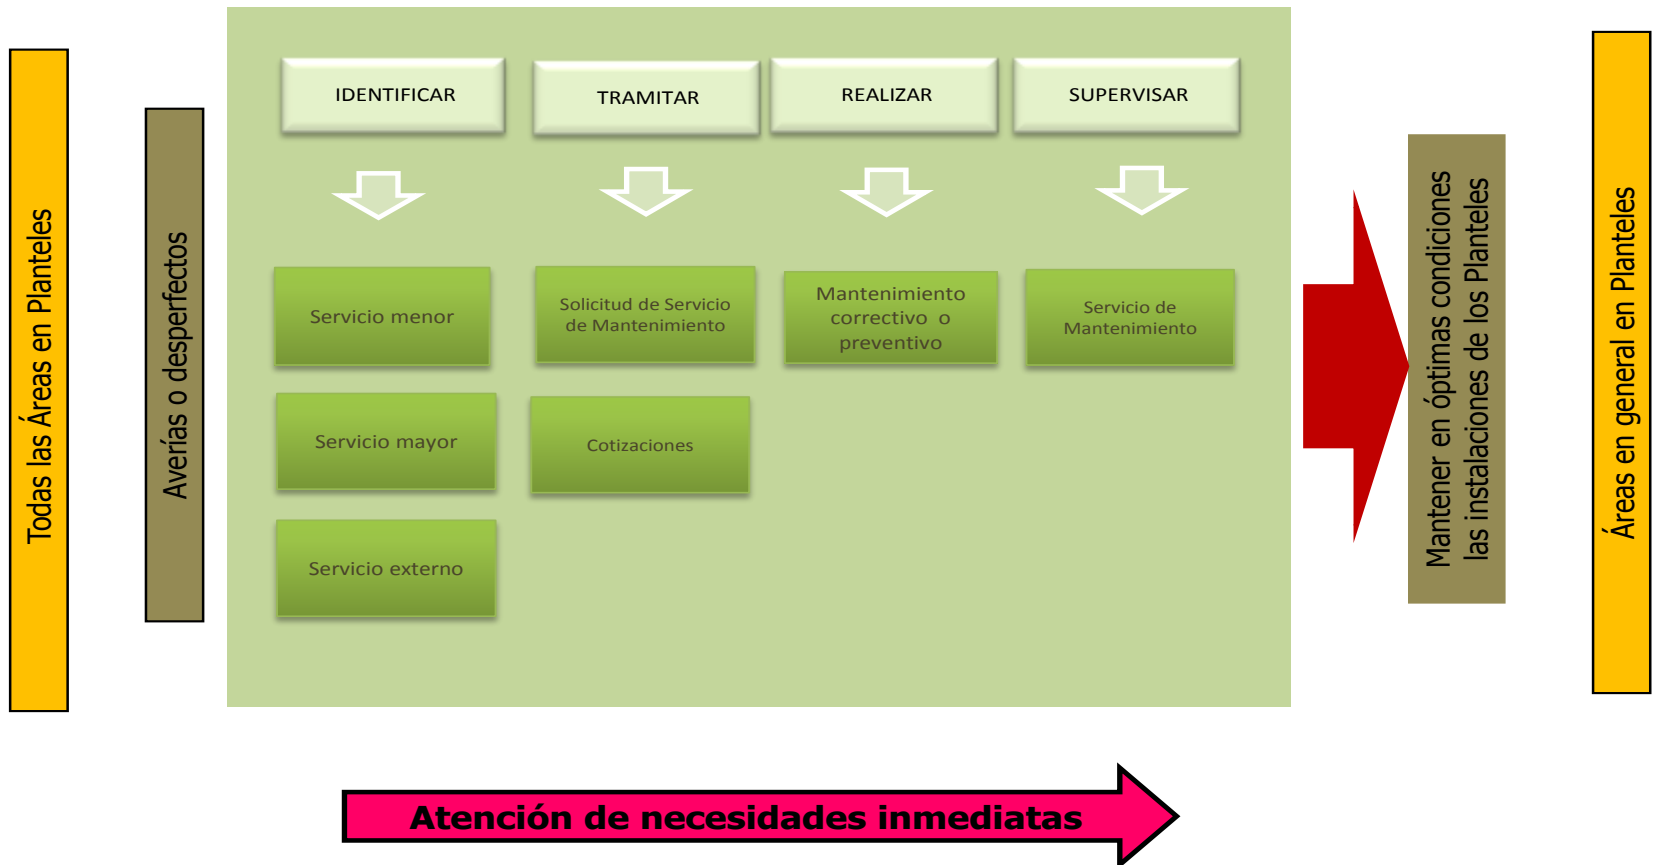 Todas las Áreas en Planteles
Averías o desperfectos
IDENTIFICAR
TRAMITAR
REALIZAR
SUPERVISAR
Servicio menor
Servicio mayor
Servicio externo
Solicitud de Servicio
de Mantenimiento
Cotizaciones
Mantenimiento
correctivo o
preventivo
Servicio de
Mantenimiento
Mantener en óptimas condiciones
las instalaciones de los Planteles
Áreas en general en Planteles
Atención de necesidades inmediatas